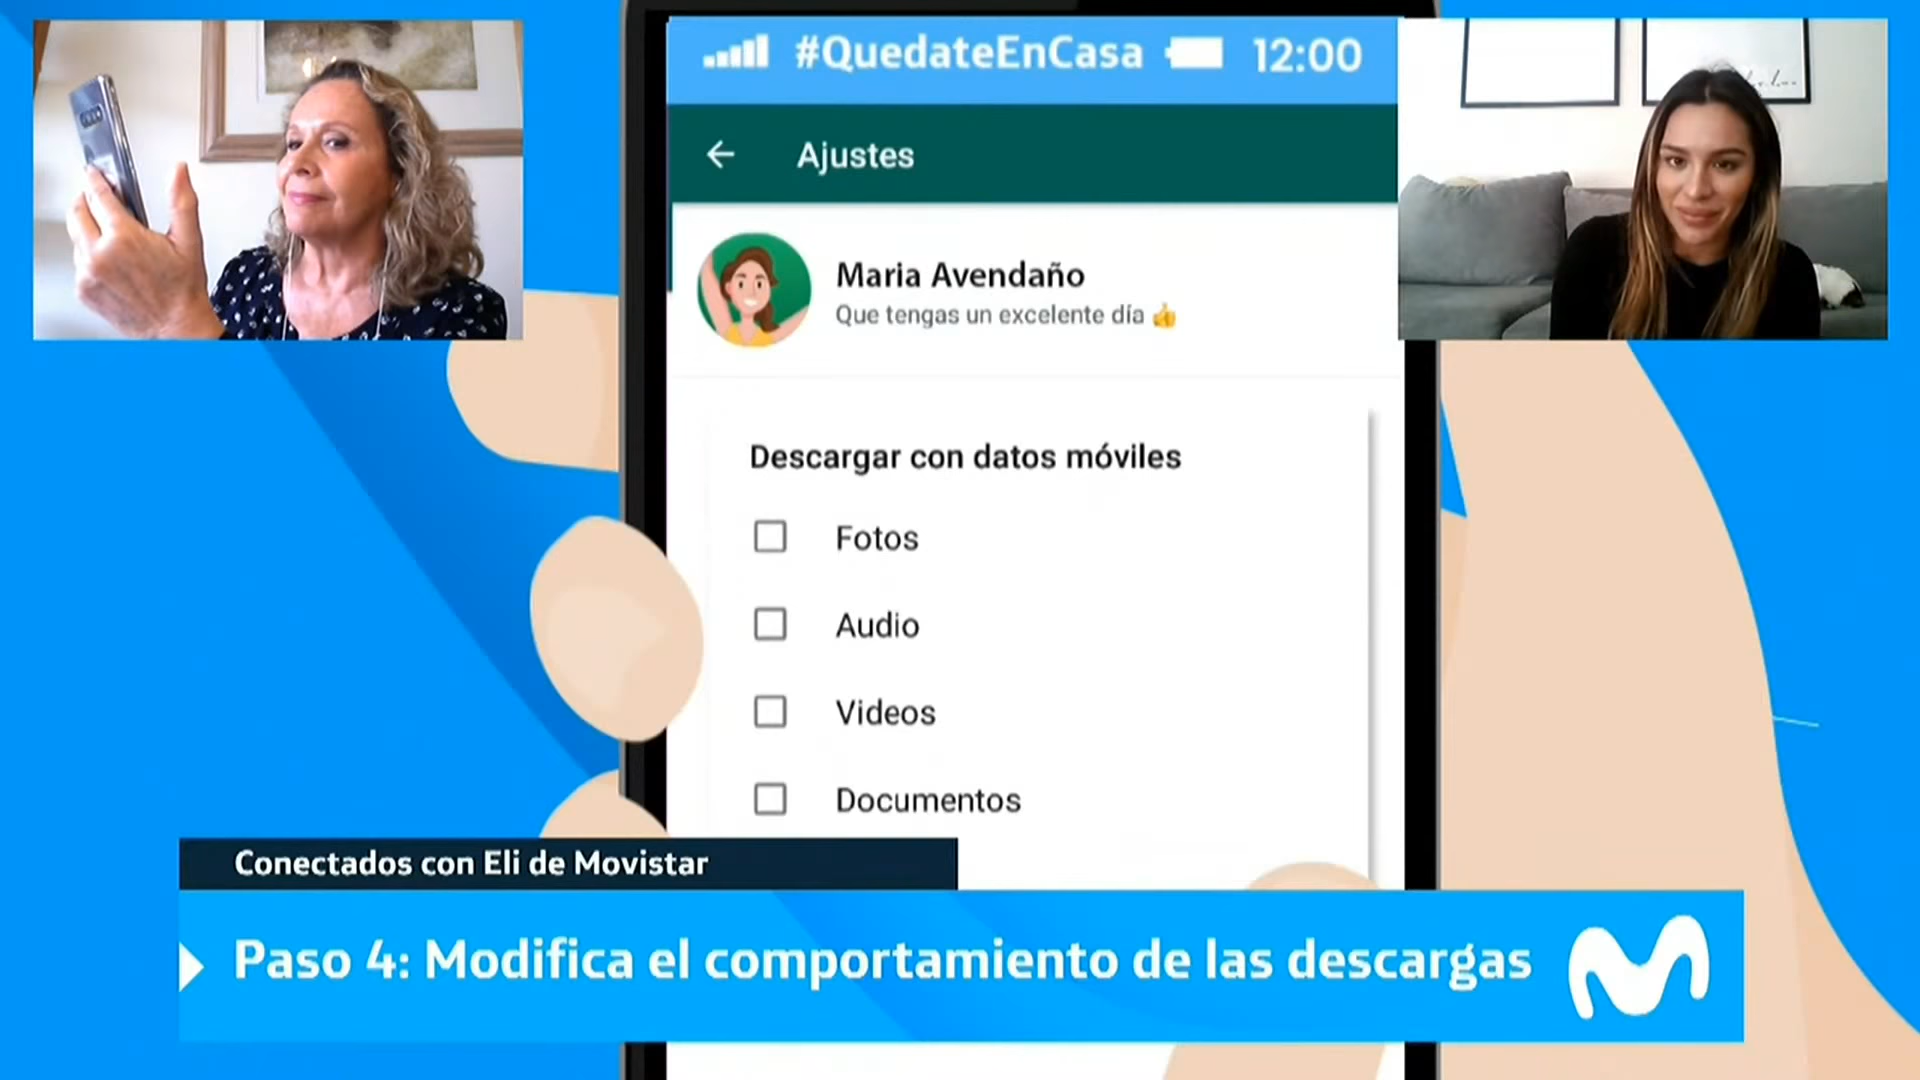 #QuedateEnCasa 12:00
Ajustes
Maria Avendaño
Que tengas un excelente día 👍
Descargar con datos móviles
Fotos
Audio
Videos
Documentos
Conectados con Eli de Movistar
Paso 4: Modifica el comportamiento de las descargas